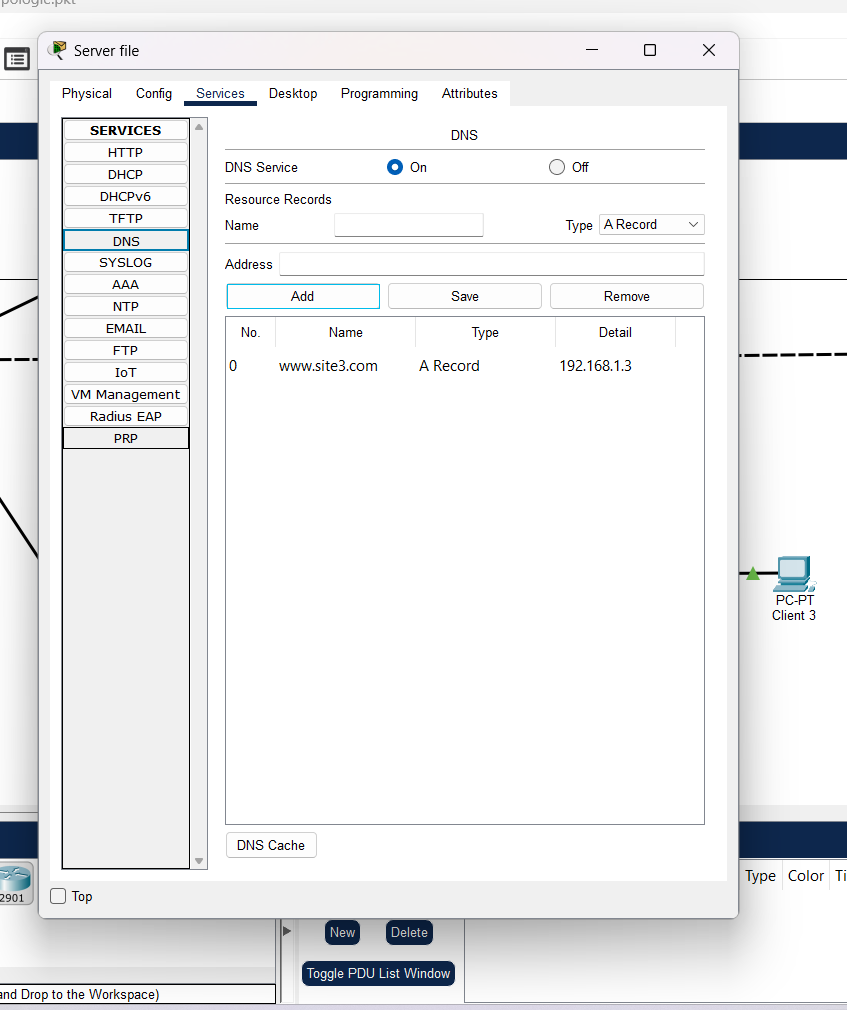 pologic.pkt
Server file
Physical Config Services Desktop Programming Attributes
SERVICES
HTTP
DHCP
DHCPv6
TFTP
DNS
SYSLOG
AAA
NTP
EMAIL
FTP
IoT
VM Management
Radius EAP
PRP
DNS
DNS Service On Off
Resource Records
Name Type A Record
Address
Add Save Remove
No. Name Type Detail
0 www.site3.com A Record 192.168.1.3
DNS Cache
Top
PC-PT
Client 3
2901
Type Color Ti
New Delete
Toggle PDU List Window
and Drop to the Workspace)